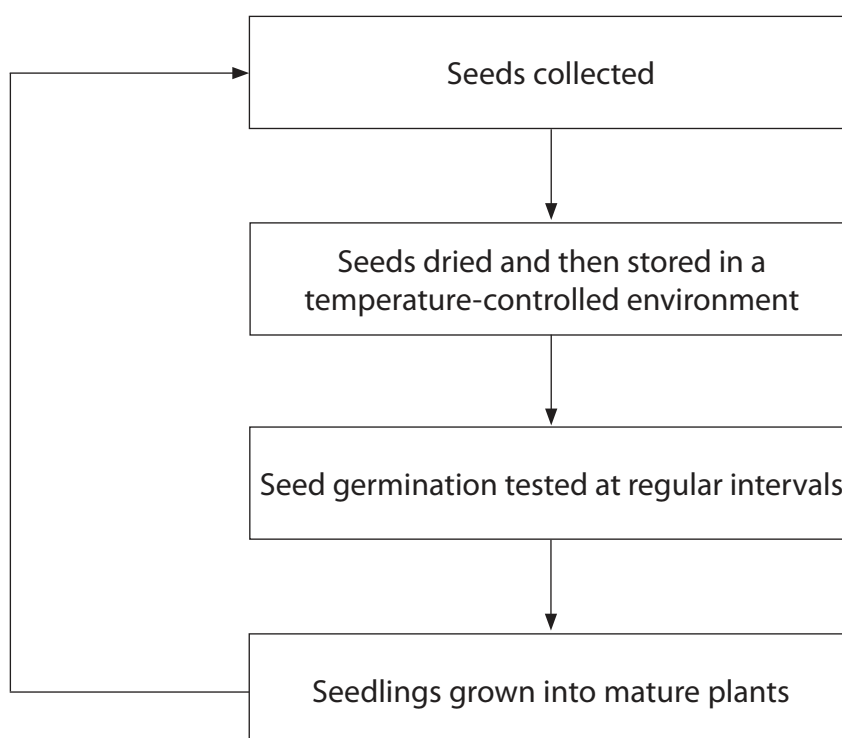 Seeds collected
Seeds dried and then stored in a
temperature-controlled environment
Seed germination tested at regular intervals
Seedlings grown into mature plants